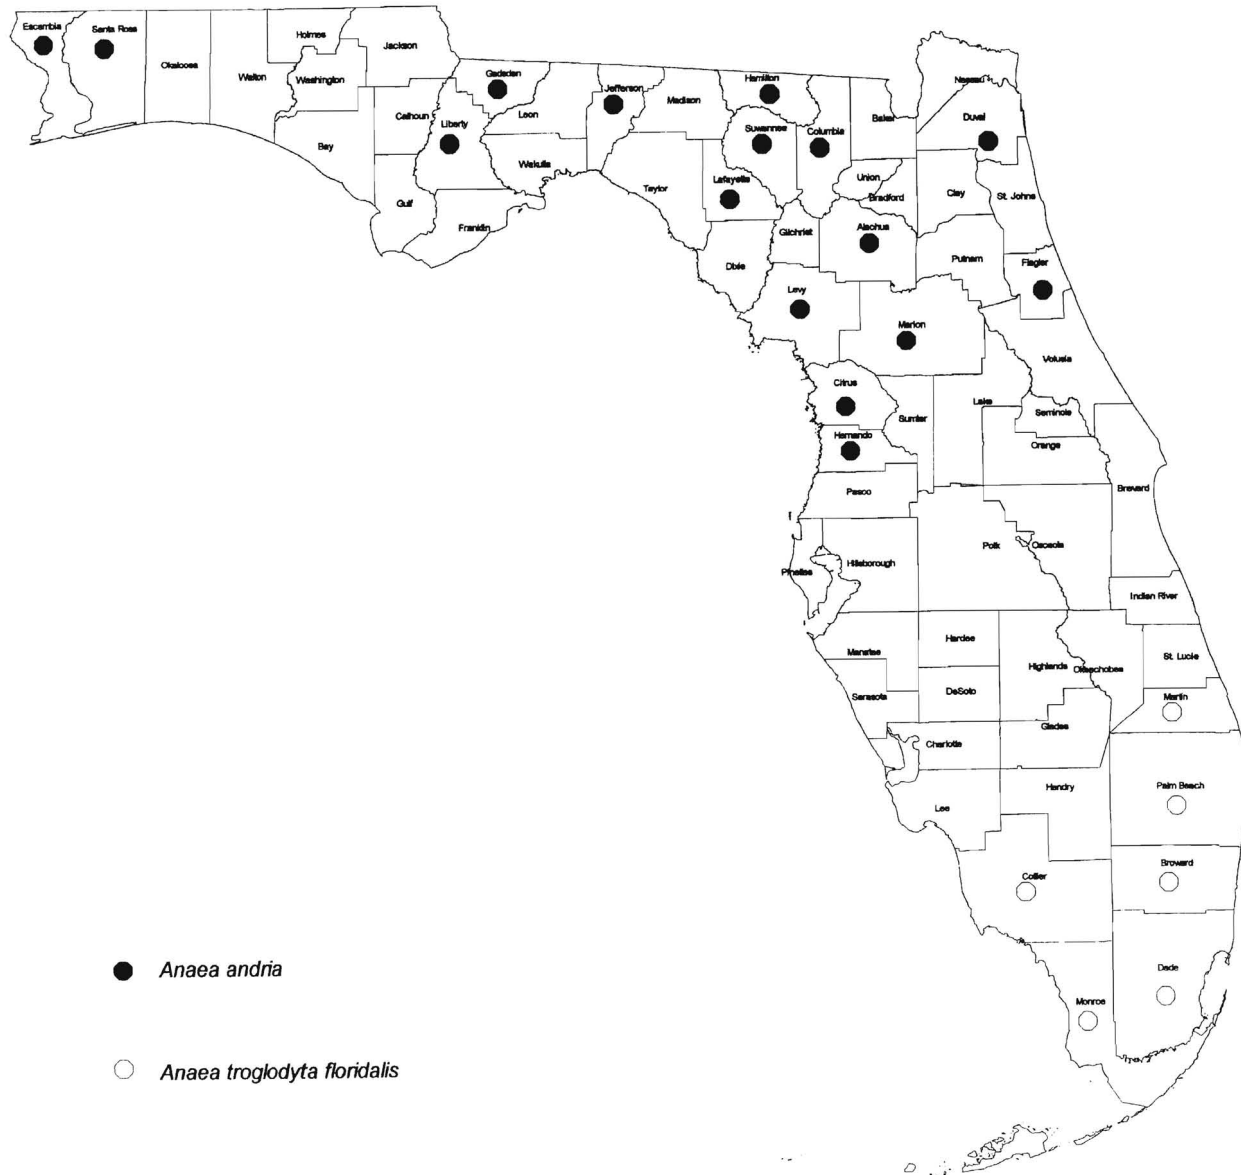 Escambia
Santa Rosa
Okaloosa
Walton
Holmes
Washington
Jackson
Bay
Calhoun
Gulf
Liberty
Gadsden
Franklin
Leon
Wakulla
Jefferson
Madison
Taylor
Hamilton
Suwannee
Lafayette
Dixie
Columbia
Gilchrist
Levy
Baker
Union
Bradford
Alachua
Nassau
Duval
Clay
St. Johns
Putnam
Flagler
Marion
Volusia
Citrus
Sumter
Lake
Seminole
Hernando
Orange
Pasco
Brevard
Pinellas
Hillsborough
Polk
Osceola
Indian River
Manatee
Hardee
Highlands
Okeechobee
St. Lucie
Sarasota
DeSoto
Martin
Charlotte
Glades
Lee
Hendry
Palm Beach
Collier
Broward
Monroe
Dade
Anaea andria
Anaea troglodyta floridalis